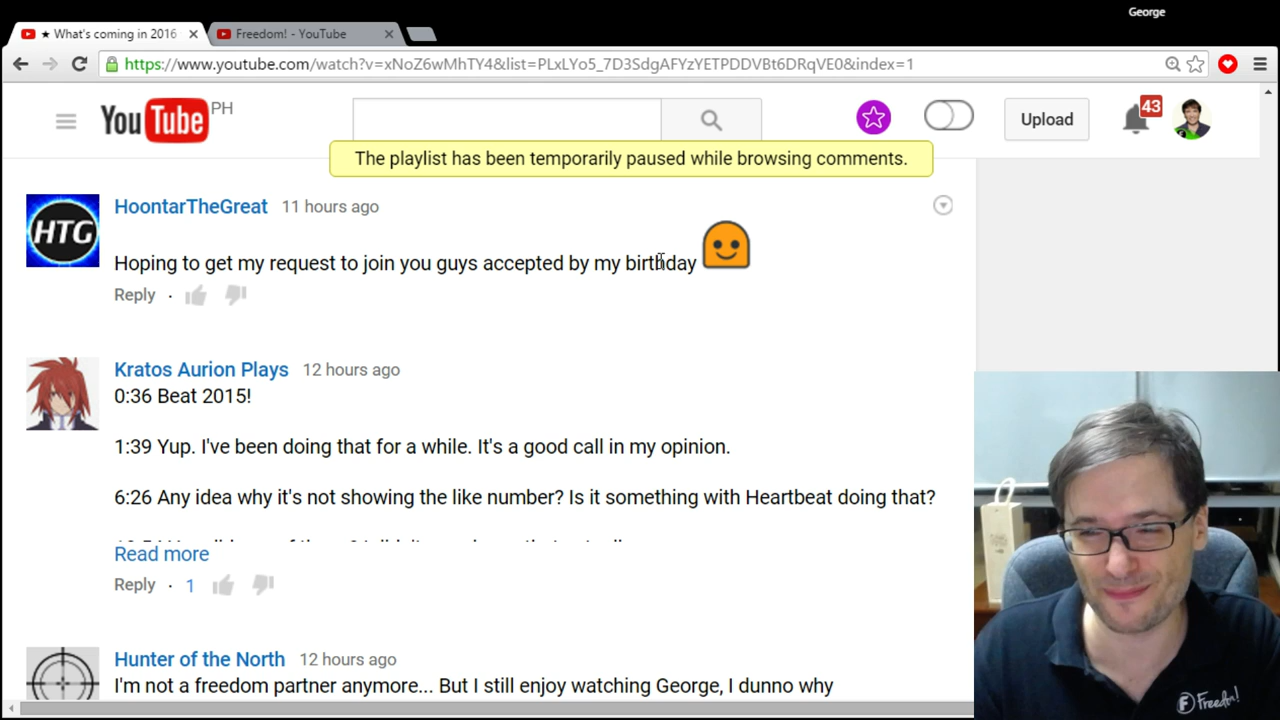 George
★ What's coming in 2016
Freedom! - YouTube
https://www.youtube.com/watch?v=xNoZ6wMhTY4&list=PLxLYo5_7D3SdgAFYzYETPDDVBt6DRqVE0&index=1
YouTube PH
Upload
43
The playlist has been temporarily paused while browsing comments.
HTG
HoontarTheGreat 11 hours ago
Hoping to get my request to join you guys accepted by my birthday
Reply ·
Kratos Aurion Plays 12 hours ago
0:36 Beat 2015!
1:39 Yup. I've been doing that for a while. It's a good call in my opinion.
6:26 Any idea why it's not showing the like number? Is it something with Heartbeat doing that?
Read more
Reply · 1
Hunter of the North 12 hours ago
I'm not a freedom partner anymore... But I still enjoy watching George, I dunno why
Freedom!